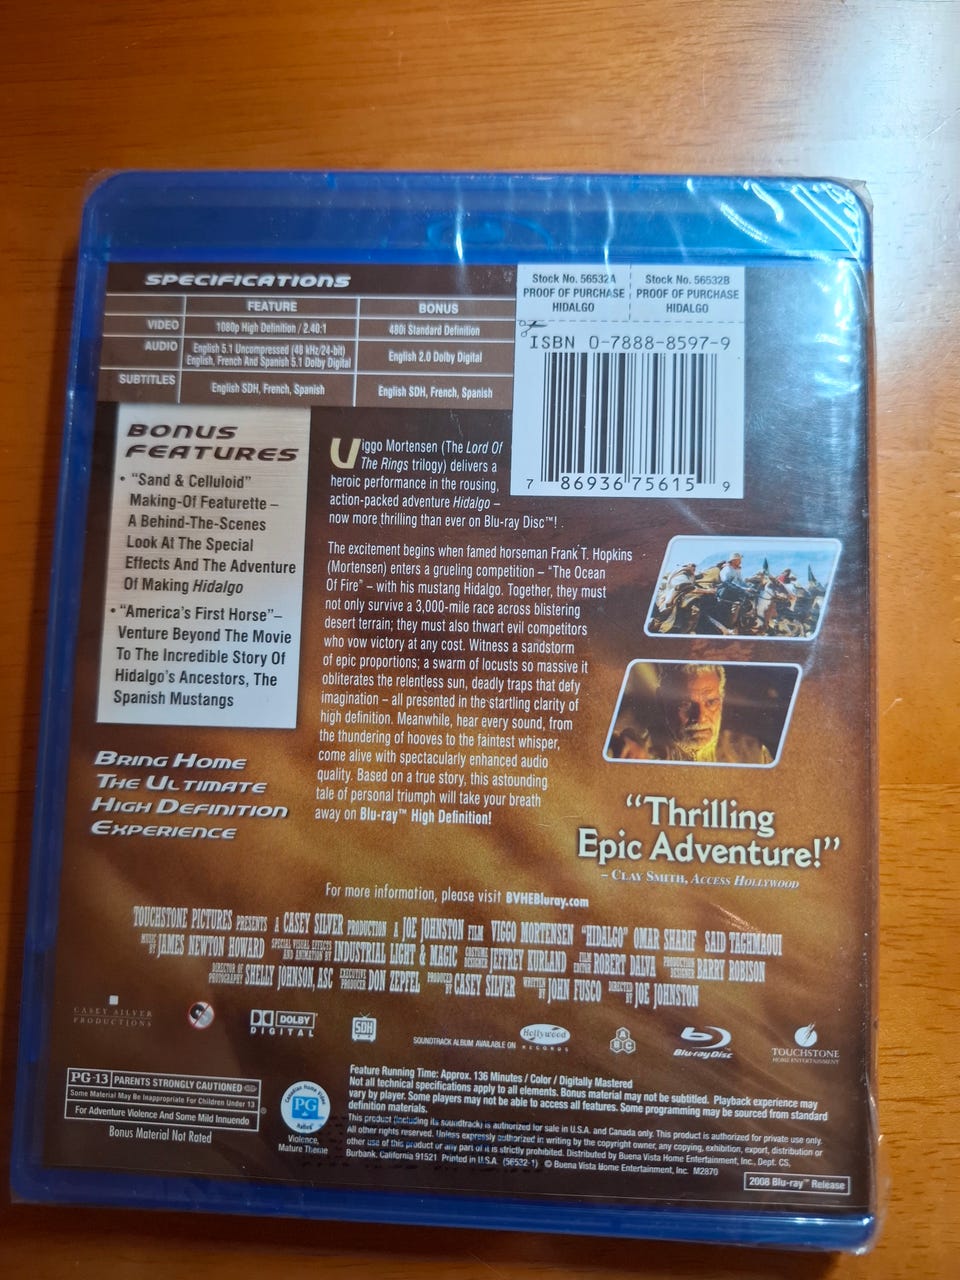 SPECIFICATIONS
FEATURE BONUS
VIDEO 1080p High Definition / 2.40:1 480i Standard Definition
AUDIO English 5.1 Uncompressed (48 kHz/24-bit)
English, French And Spanish 5.1 Dolby Digital English 2.0 Dolby Digital
SUBTITLES English SDH, French, Spanish English SDH, French, Spanish
Stock No. 56532A
PROOF OF PURCHASE
HIDALGO
Stock No. 56532B
PROOF OF PURCHASE
HIDALGO
ISBN 0-7888-8597-9
7 86936 75615 9
BONUS
FEATURES
• "Sand & Celluloid"
Making-Of Featurette –
A Behind-The-Scenes
Look At The Special
Effects And The Adventure
Of Making Hidalgo
• "America's First Horse"–
Venture Beyond The Movie
To The Incredible Story Of
Hidalgo's Ancestors, The
Spanish Mustangs
BRING HOME
THE ULTIMATE
HIGH DEFINITION
EXPERIENCE
Viggo Mortensen (The Lord Of
The Rings trilogy) delivers a
heroic performance in the rousing,
action-packed adventure Hidalgo –
now more thrilling than ever on Blu-ray Disc™!
The excitement begins when famed horseman Frank T. Hopkins
(Mortensen) enters a grueling competition – "The Ocean
Of Fire" – with his mustang Hidalgo. Together, they must
not only survive a 3,000-mile race across blistering
desert terrain; they must also thwart evil competitors
who vow victory at any cost. Witness a sandstorm
of epic proportions; a swarm of locusts so massive it
obliterates the relentless sun, deadly traps that defy
imagination – all presented in the startling clarity of
high definition. Meanwhile, hear every sound, from
the thundering of hooves to the faintest whisper,
come alive with spectacularly enhanced audio
quality. Based on a true story, this astounding
tale of personal triumph will take your breath
away on Blu-ray™ High Definition!
"Thrilling
Epic Adventure!"
– CLAY SMITH, ACCESS HOLLYWOOD
For more information, please visit BVHEBluray.com
TOUCHSTONE PICTURES PRESENTS A CASEY SILVER PRODUCTION A JOE JOHNSTON FILM VIGGO MORTENSEN "HIDALGO" OMAR SHARIF SAID TAGHMAOUI
MUSIC BY JAMES NEWTON HOWARD SPECIAL VISUAL EFFECTS AND ANIMATION BY INDUSTRIAL LIGHT & MAGIC COSTUME DESIGNER JEFFREY KURLAND FILM EDITOR ROBERT DALVA PRODUCTION DESIGNER BARRY ROBISON
DIRECTOR OF PHOTOGRAPHY SHELLY JOHNSON, ASC EXECUTIVE PRODUCER DON ZEPFEL PRODUCED BY CASEY SILVER WRITTEN BY JOHN FUSCO DIRECTED BY JOE JOHNSTON
CASEY SILVER
PRODUCTIONS
DOLBY
DIGITAL
SDH
SOUNDTRACK ALBUM AVAILABLE ON
Hollywood
RECORDS
A
B C
Blu-ray Disc
TOUCHSTONE
HOME ENTERTAINMENT
PG-13 PARENTS STRONGLY CAUTIONED
Some Material May Be Inappropriate For Children Under 13
For Adventure Violence And Some Mild Innuendo
Bonus Material Not Rated
Canadian Home Video
PG
Rated
Violence,
Mature Theme
Feature Running Time: Approx. 136 Minutes / Color / Digitally Mastered
Not all technical specifications apply to all elements. Bonus material may not be subtitled. Playback experience may
vary by player. Some players may not be able to access all features. Some programming may be sourced from standard
definition materials.
This product (including its soundtrack) is authorized for sale in U.S.A. and Canada only. This product is authorized for private use only.
All other rights reserved. Unless expressly authorized in writing by the copyright owner, any copying, exhibition, export, distribution or
other use of this product or any part of it is strictly prohibited. Distributed by Buena Vista Home Entertainment, Inc., Dept. CS,
Burbank, California 91521 Printed in U.S.A. (56532-1) © Buena Vista Home Entertainment, Inc. M2870
2008 Blu-ray™ Release